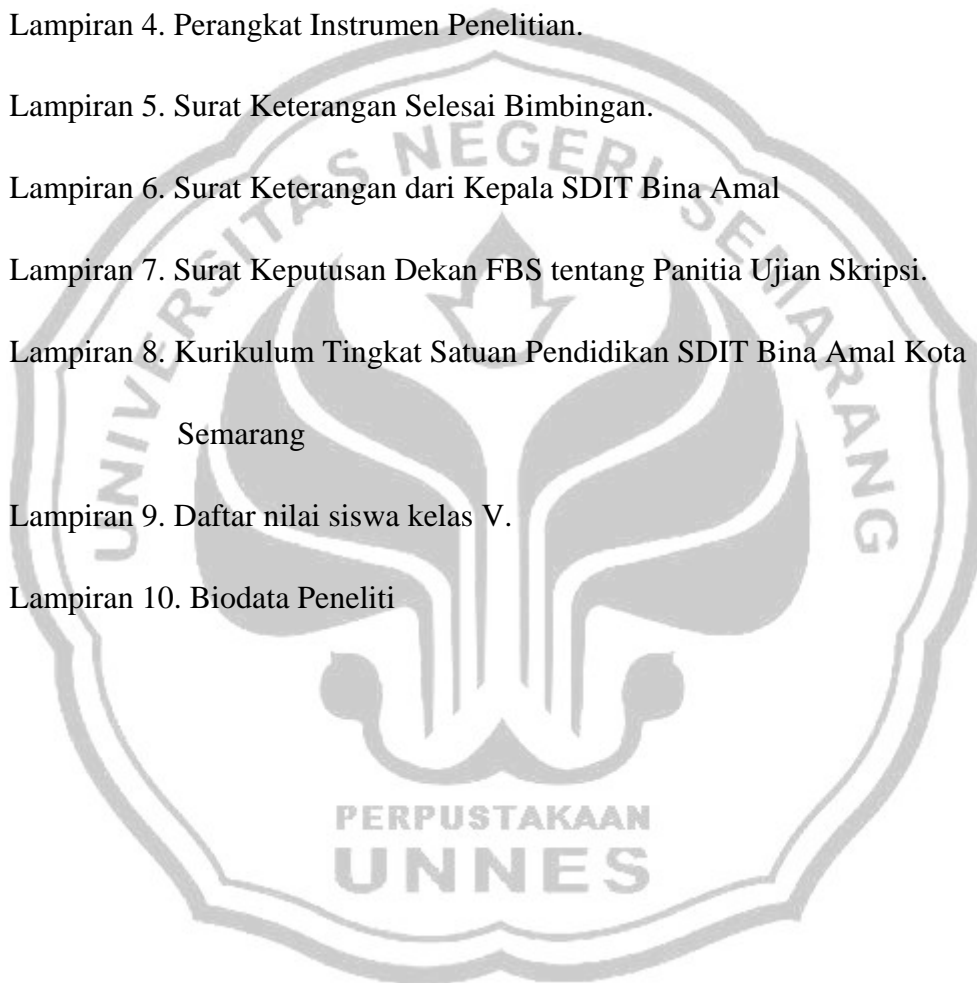 Lampiran 4. Perangkat Instrumen Penelitian.
Lampiran 5. Surat Keterangan Selesai Bimbingan.
Lampiran 6. Surat Keterangan dari Kepala SDIT Bina Amal
Lampiran 7. Surat Keputusan Dekan FBS tentang Panitia Ujian Skripsi.
Lampiran 8. Kurikulum Tingkat Satuan Pendidikan SDIT Bina Amal Kota
Semarang
Lampiran 9. Daftar nilai siswa kelas V.
Lampiran 10. Biodata Peneliti
UNIVERSITAS NEGERI SEMARANG
PERPUSTAKAAN
UNNES